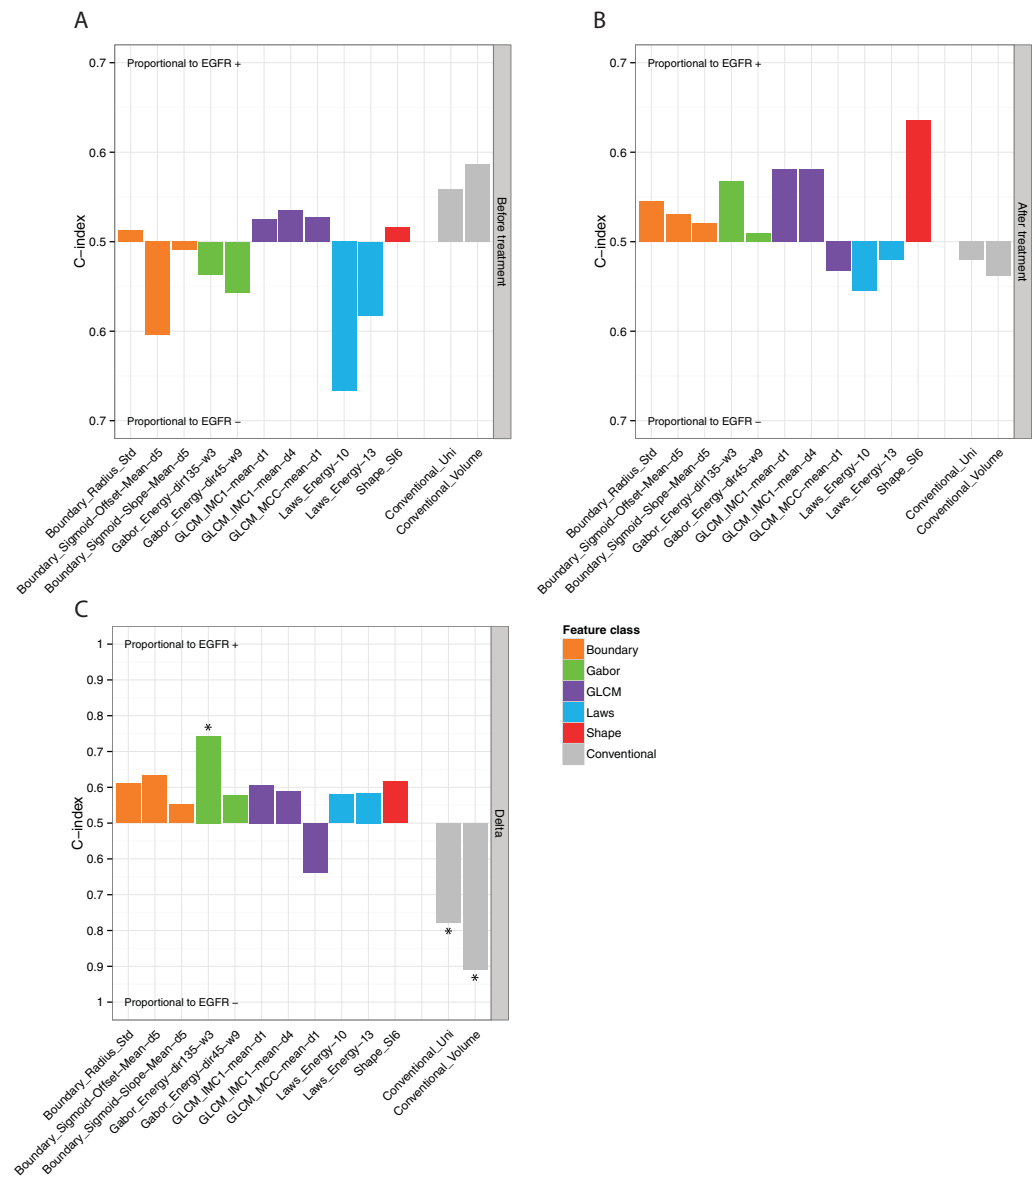 A
0.7
0.6
0.5
0.6
0.7
C−index
Proportional to EGFR +
Proportional to EGFR −
Before treatment
Boundary_Radius_Std
Boundary_Sigmoid−Offset−Mean−d5
Boundary_Sigmoid−Slope−Mean−d5
Gabor_Energy−dir135−w3
Gabor_Energy−dir45−w9
GLCM_IMC1−mean−d1
GLCM_IMC1−mean−d4
GLCM_MCC−mean−d1
Laws_Energy−10
Laws_Energy−13
Shape_SI6
Conventional_Uni
Conventional_Volume
B
0.7
0.6
0.5
0.6
0.7
C−index
Proportional to EGFR +
Proportional to EGFR −
After treatment
Boundary_Radius_Std
Boundary_Sigmoid−Offset−Mean−d5
Boundary_Sigmoid−Slope−Mean−d5
Gabor_Energy−dir135−w3
Gabor_Energy−dir45−w9
GLCM_IMC1−mean−d1
GLCM_IMC1−mean−d4
GLCM_MCC−mean−d1
Laws_Energy−10
Laws_Energy−13
Shape_SI6
Conventional_Uni
Conventional_Volume
C
1
0.9
0.8
0.7
0.6
0.5
0.6
0.7
0.8
0.9
1
C−index
Proportional to EGFR +
*
*
*
Proportional to EGFR −
Delta
Boundary_Radius_Std
Boundary_Sigmoid−Offset−Mean−d5
Boundary_Sigmoid−Slope−Mean−d5
Gabor_Energy−dir135−w3
Gabor_Energy−dir45−w9
GLCM_IMC1−mean−d1
GLCM_IMC1−mean−d4
GLCM_MCC−mean−d1
Laws_Energy−10
Laws_Energy−13
Shape_SI6
Conventional_Uni
Conventional_Volume
Feature class
Boundary
Gabor
GLCM
Laws
Shape
Conventional